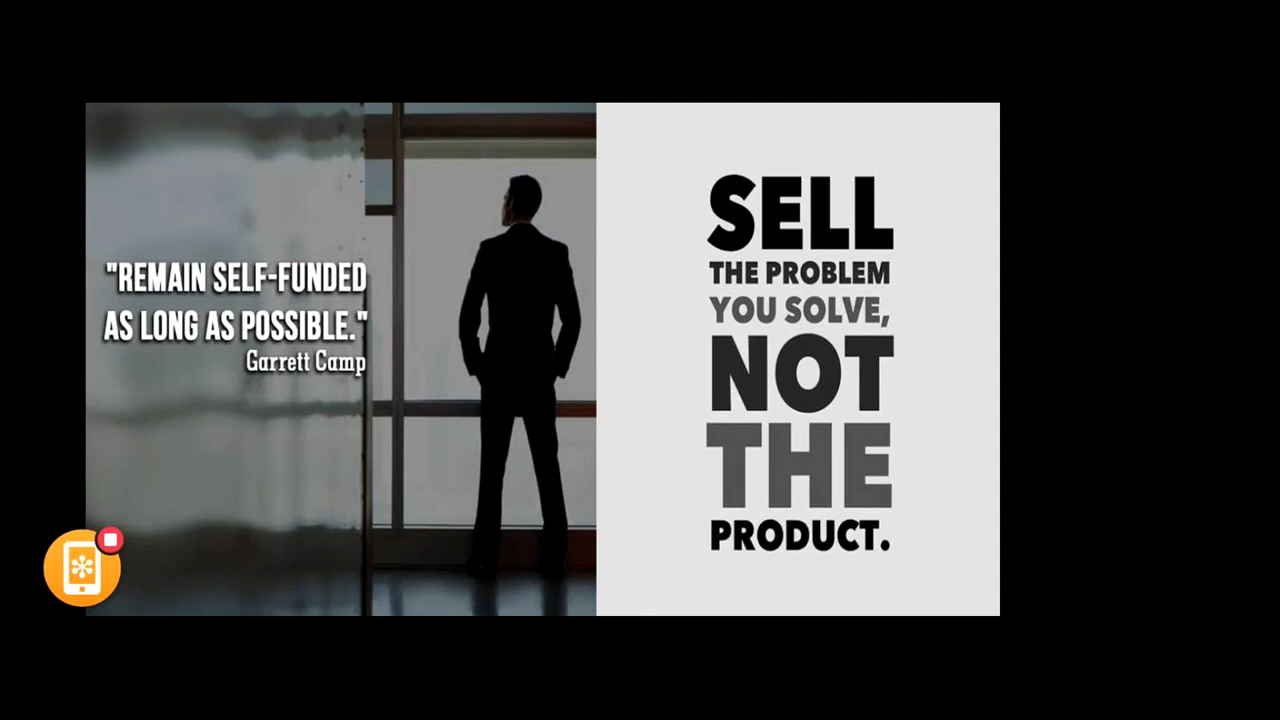 "REMAIN SELF-FUNDED
AS LONG AS POSSIBLE."
Garrett Camp
SELL
THE PROBLEM
YOU SOLVE,
NOT
THE
PRODUCT.